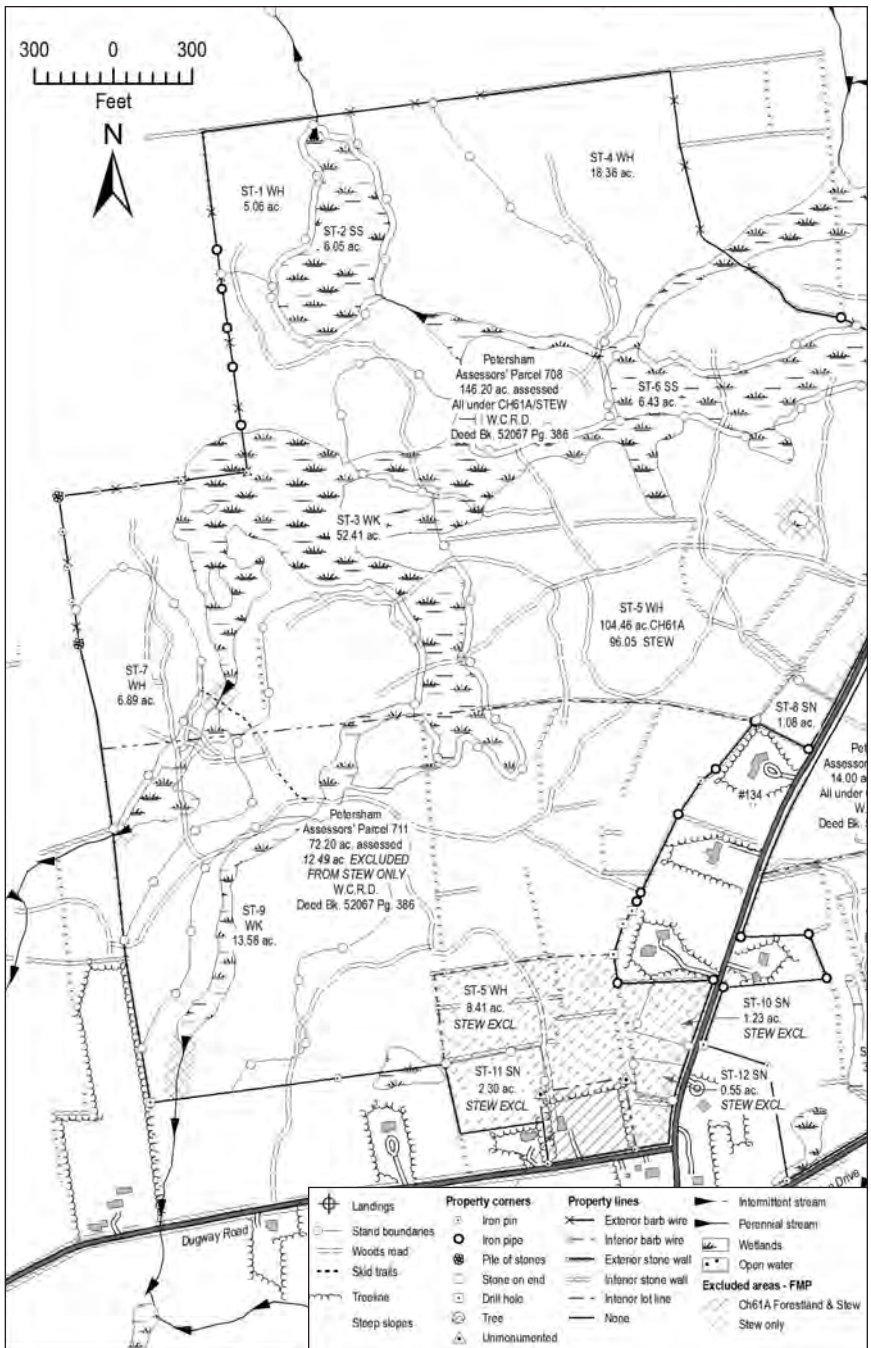 300 0 300
Feet
N
ST-1 WH
5.06 ac.
ST-2 SS
6.05 ac.
ST-4 WH
18.36 ac.
Petersham
Assessors' Parcel 708
146.20 ac. assessed
All under CH61A/STEW
W.C.R.D.
Deed Bk. 52067 Pg. 386
ST-6 SS
6.43 ac.
ST-3 WK
52.41 ac.
ST-5 WH
104.46 ac.CH61A
96.05 STEW
ST-7
WH
6.89 ac.
ST-8 SN
1.08 ac.
#134
Assessor
14.00 a
All under
W.
Deed Bk.
Petersham
Assessors' Parcel 711
72.20 ac. assessed
12.49 ac. EXCLUDED
FROM STEW ONLY
W.C.R.D.
Deed Bk. 52067 Pg. 386
ST-9
WK
13.58 ac.
ST-5 WH
8.41 ac.
STEW EXCL.
ST-10 SN
1.23 ac.
STEW EXCL.
ST-11 SN
2.30 ac.
STEW EXCL.
ST-12 SN
0.55 ac.
STEW EXCL.
Drive
Dugway Road
Landings
Stand boundaries
Woods road
Skid trails
Treeline
Steep slopes
Property corners
Iron pin
Iron pipe
Pile of stones
Stone on end
Drill hole
Tree
Unmonumented
Property lines
Exterior barb wire
Interior barb wire
Exterior stone wall
Interior stone wall
Interior lot line
None
Intermittent stream
Perennial stream
Wetlands
Open water
Excluded areas - FMP
Ch61A Forestland & Stew
Stew only